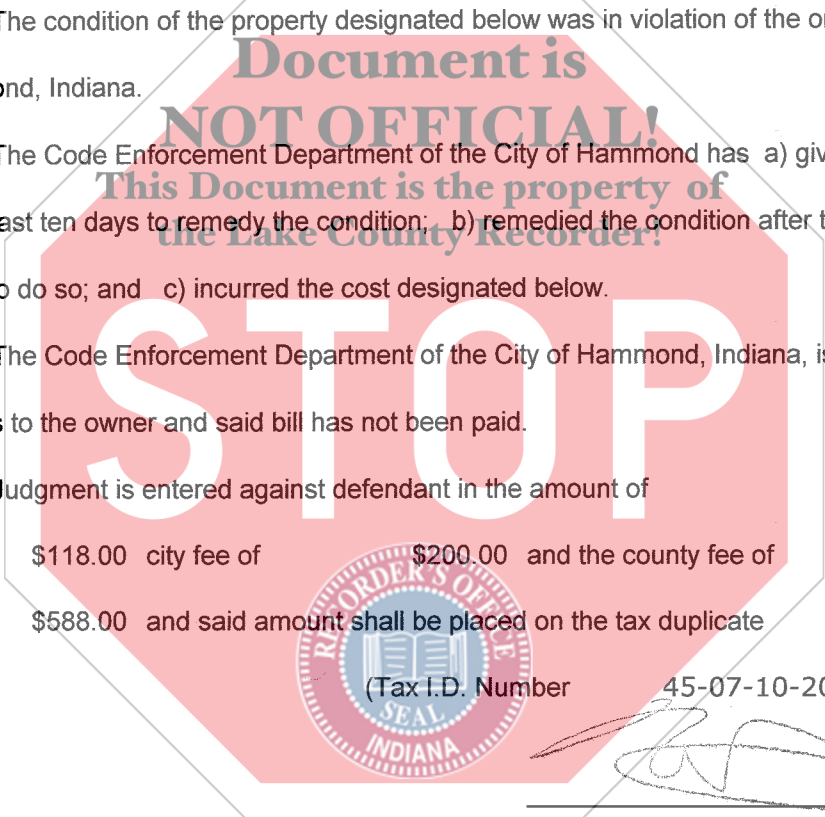 The condition of the property designated below was in violation of the o
Document is
ond, Indiana.
NOT OFFICIAL!
The Code Enforcement Department of the City of Hammond has a) giv
This Document is the property of
ast ten days to remedy the condition; b) remedied the condition after t
the Lake County Recorder!
o do so; and c) incurred the cost designated below.
STOP
The Code Enforcement Department of the City of Hammond, Indiana, is
s to the owner and said bill has not been paid.
Judgment is entered against defendant in the amount of
$118.00 city fee of $200.00 and the county fee of
$588.00 and said amount shall be placed on the tax duplicate
RECORDER'S OFFICE
(Tax I.D. Number 45-07-10-20
SEAL
INDIANA